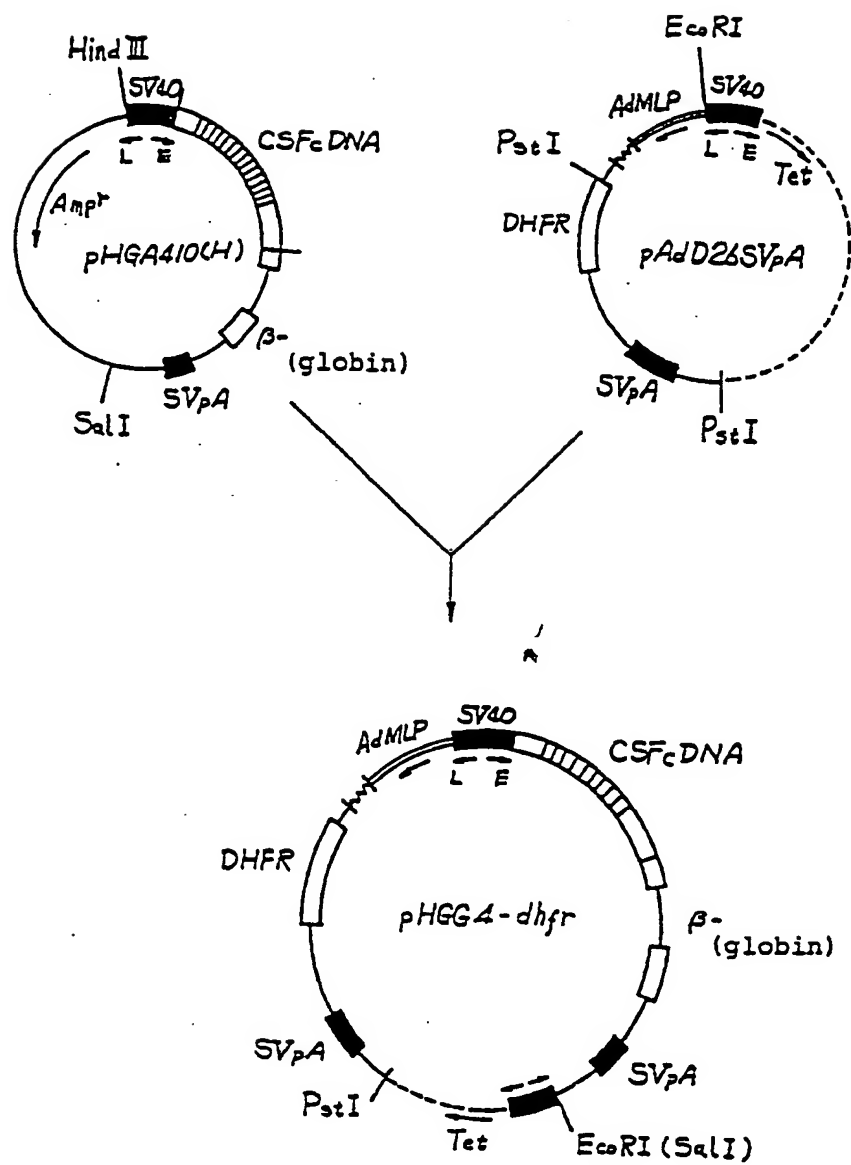 Hind III
SV40
CSFcDNA
L E
Ampr
pHGA410(H)
β-
(globin)
SVpA
SalI
EcoRI
SV40
AdMLP
PstI
L E
Tet
DHFR
pAdD26SVpA
SVpA
PstI
SV40
AdMLP
CSFcDNA
L E
DHFR
pHGG4-dhfr
β-
(globin)
SVpA
SVpA
PstI
Tet
EcoRI (SalI)